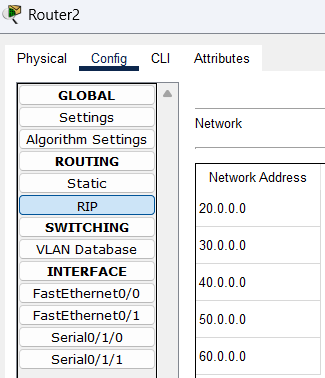 Router2
Physical Config CLI Attributes
GLOBAL
Settings
Algorithm Settings
ROUTING
Static
RIP
SWITCHING
VLAN Database
INTERFACE
FastEthernet0/0
FastEthernet0/1
Serial0/1/0
Serial0/1/1
Network
Network Address
20.0.0.0
30.0.0.0
40.0.0.0
50.0.0.0
60.0.0.0